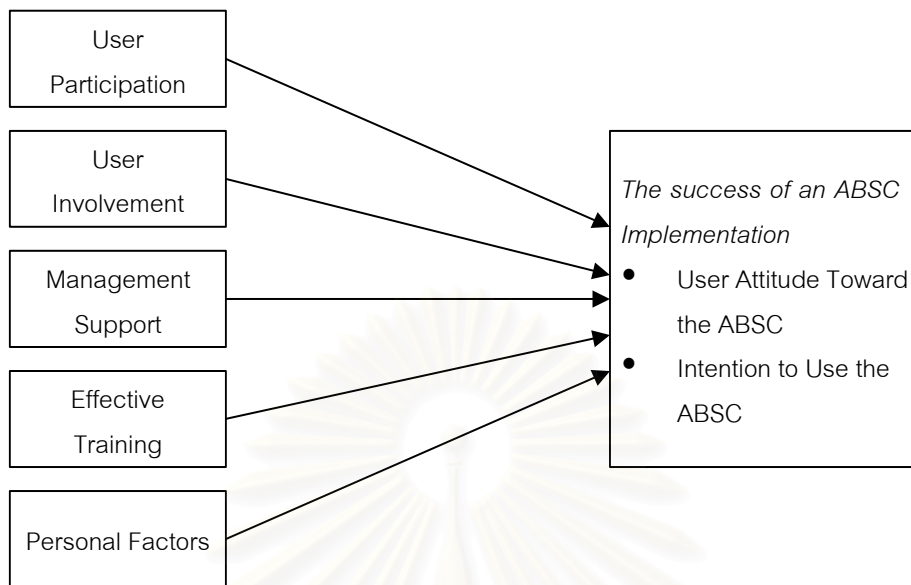 User
Participation
User
Involvement
Management
Support
Effective
Training
Personal Factors
The success of an ABSC
Implementation
• User Attitude Toward
the ABSC
• Intention to Use the
ABSC